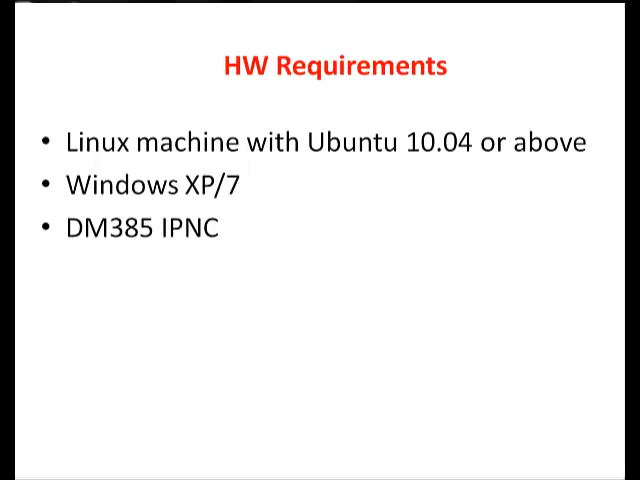 HW Requirements
• Linux machine with Ubuntu 10.04 or above
• Windows XP/7
• DM385 IPNC